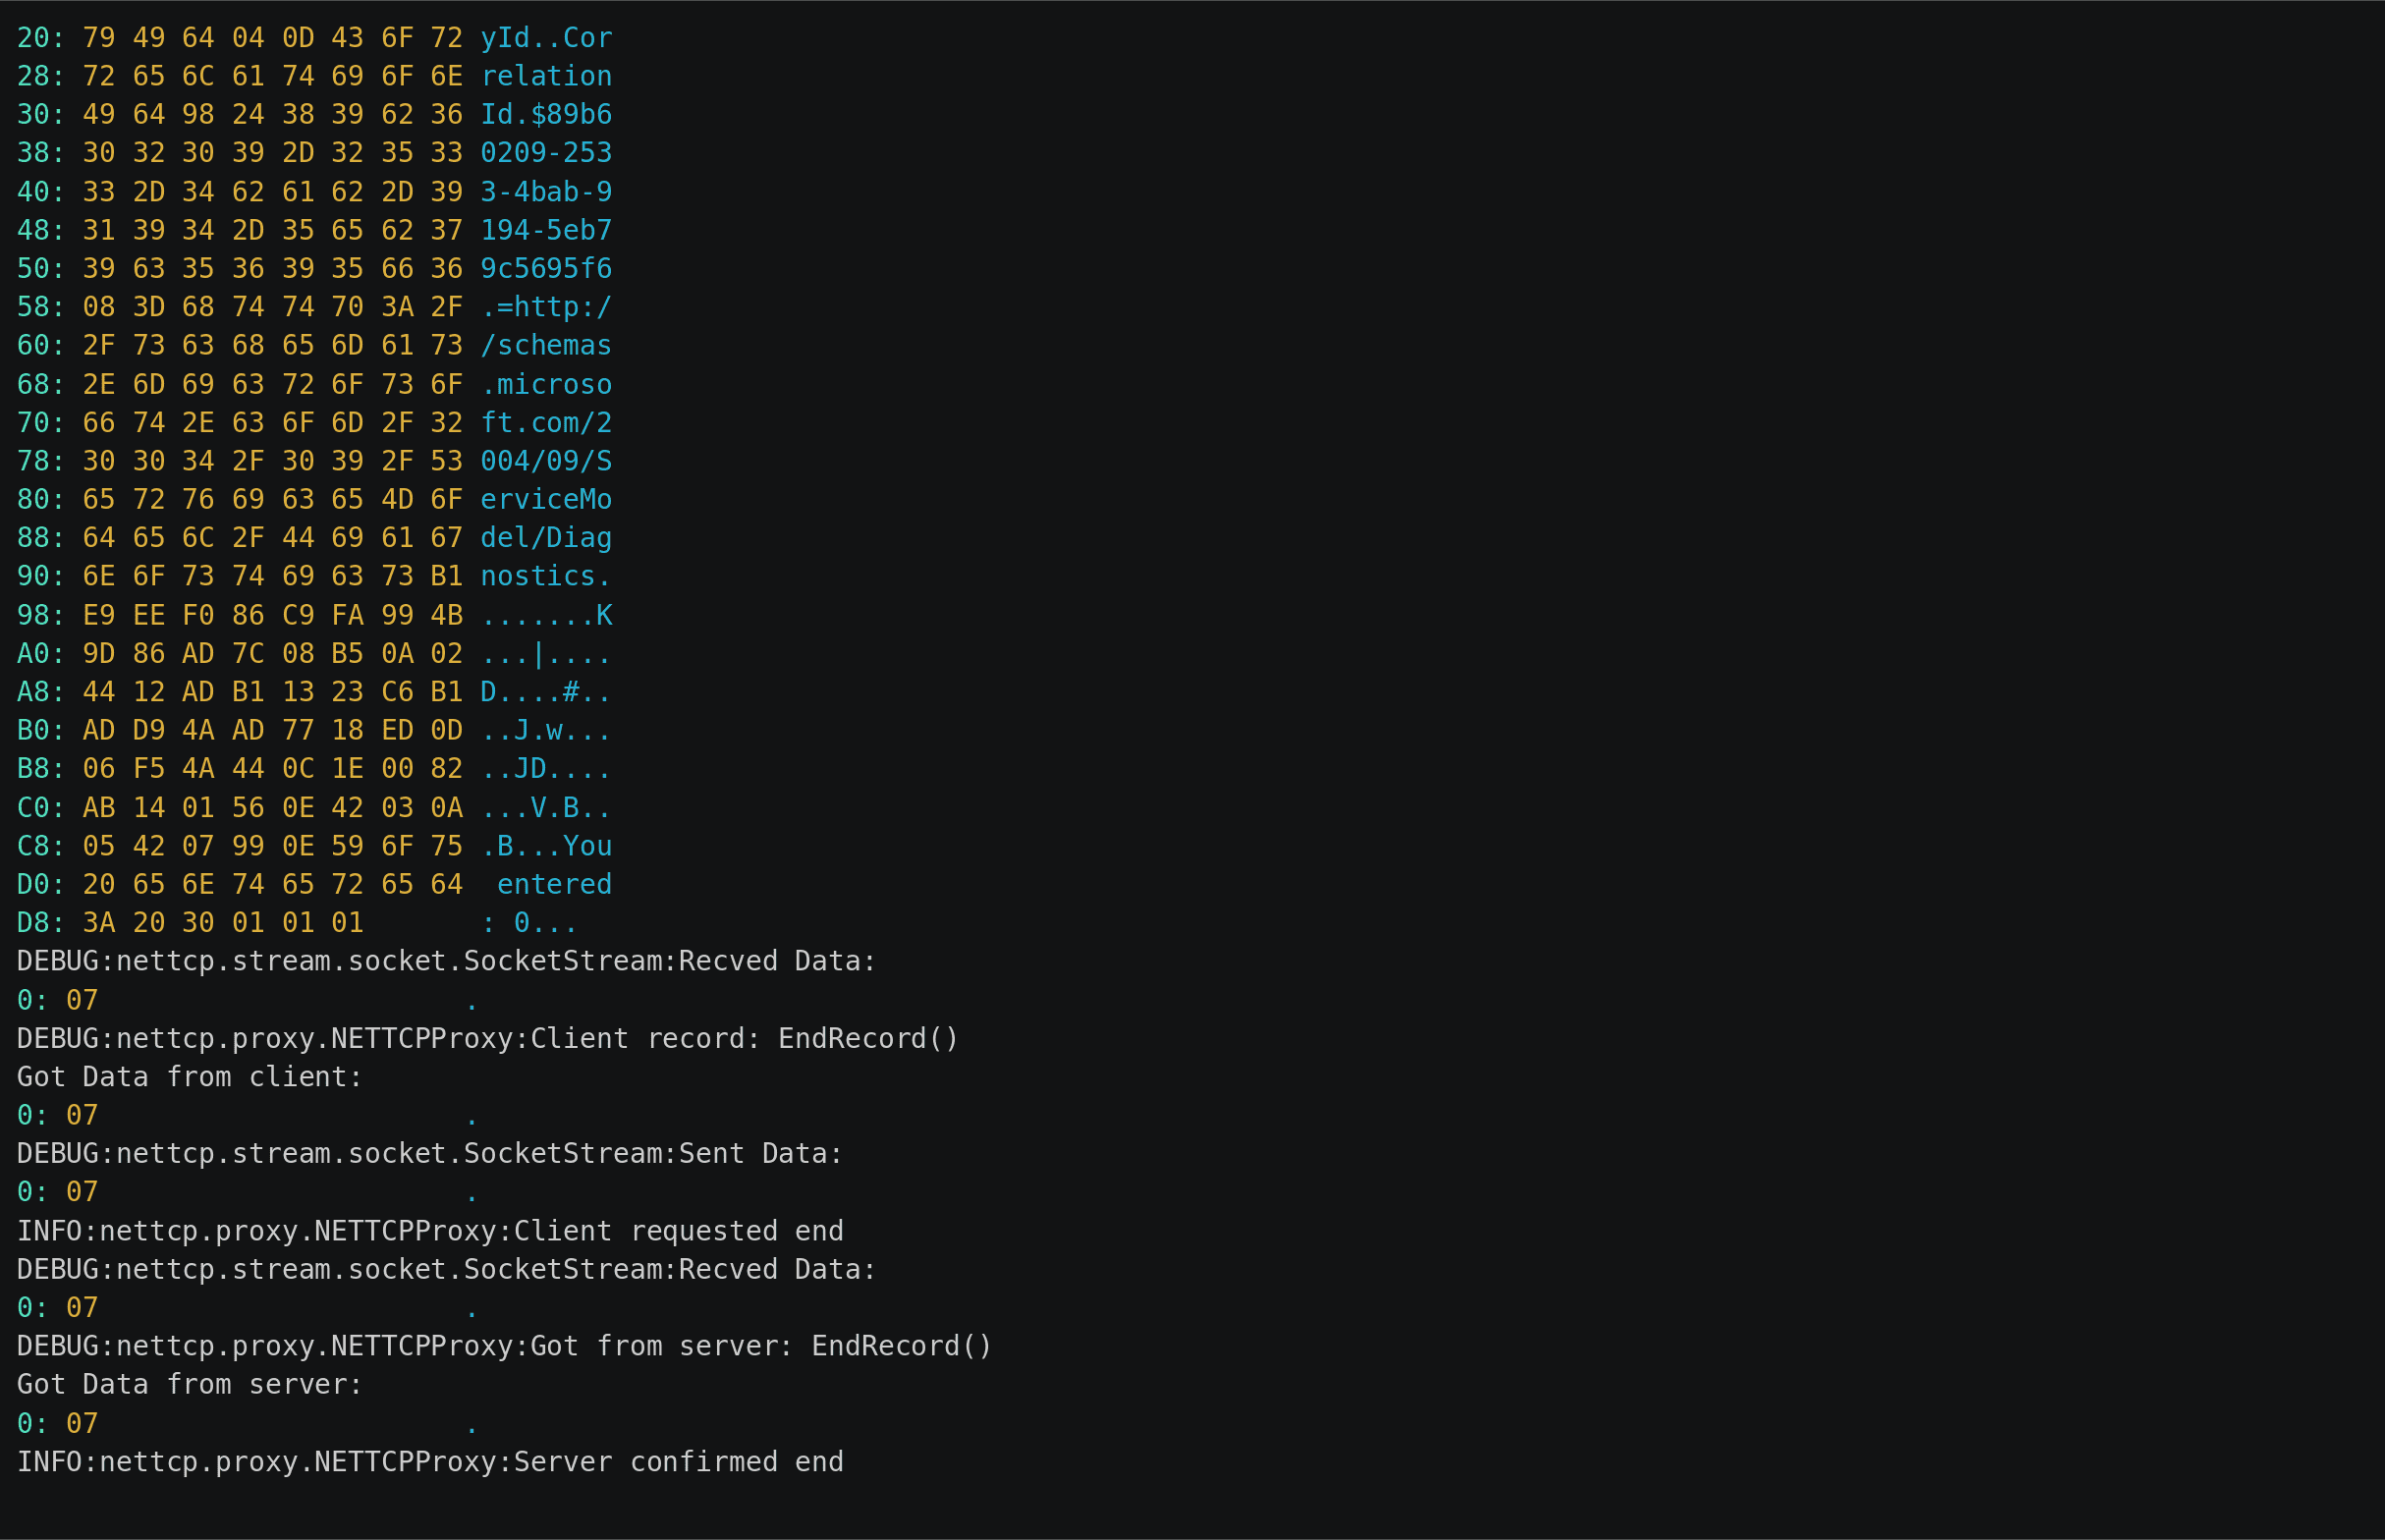 20: 79 49 64 04 0D 43 6F 72 yId..Cor
28: 72 65 6C 61 74 69 6F 6E relation
30: 49 64 98 24 38 39 62 36 Id.$89b6
38: 30 32 30 39 2D 32 35 33 0209-253
40: 33 2D 34 62 61 62 2D 39 3-4bab-9
48: 31 39 34 2D 35 65 62 37 194-5eb7
50: 39 63 35 36 39 35 66 36 9c5695f6
58: 08 3D 68 74 74 70 3A 2F .=http:/
60: 2F 73 63 68 65 6D 61 73 /schemas
68: 2E 6D 69 63 72 6F 73 6F .microso
70: 66 74 2E 63 6F 6D 2F 32 ft.com/2
78: 30 30 34 2F 30 39 2F 53 004/09/S
80: 65 72 76 69 63 65 4D 6F erviceMo
88: 64 65 6C 2F 44 69 61 67 del/Diag
90: 6E 6F 73 74 69 63 73 B1 nostics.
98: E9 EE F0 86 C9 FA 99 4B .......K
A0: 9D 86 AD 7C 08 B5 0A 02 ...|....
A8: 44 12 AD B1 13 23 C6 B1 D....#..
B0: AD D9 4A AD 77 18 ED 0D ..J.w...
B8: 06 F5 4A 44 0C 1E 00 82 ..JD....
C0: AB 14 01 56 0E 42 03 0A ...V.B..
C8: 05 42 07 99 0E 59 6F 75 .B...You
D0: 20 65 6E 74 65 72 65 64  entered
D8: 3A 20 30 01 01 01       : 0...
DEBUG:nettcp.stream.socket.SocketStream:Recved Data:
0: 07                      .
DEBUG:nettcp.proxy.NETTCPProxy:Client record: EndRecord()
Got Data from client:
0: 07                      .
DEBUG:nettcp.stream.socket.SocketStream:Sent Data:
0: 07                      .
INFO:nettcp.proxy.NETTCPProxy:Client requested end
DEBUG:nettcp.stream.socket.SocketStream:Recved Data:
0: 07                      .
DEBUG:nettcp.proxy.NETTCPProxy:Got from server: EndRecord()
Got Data from server:
0: 07                      .
INFO:nettcp.proxy.NETTCPProxy:Server confirmed end